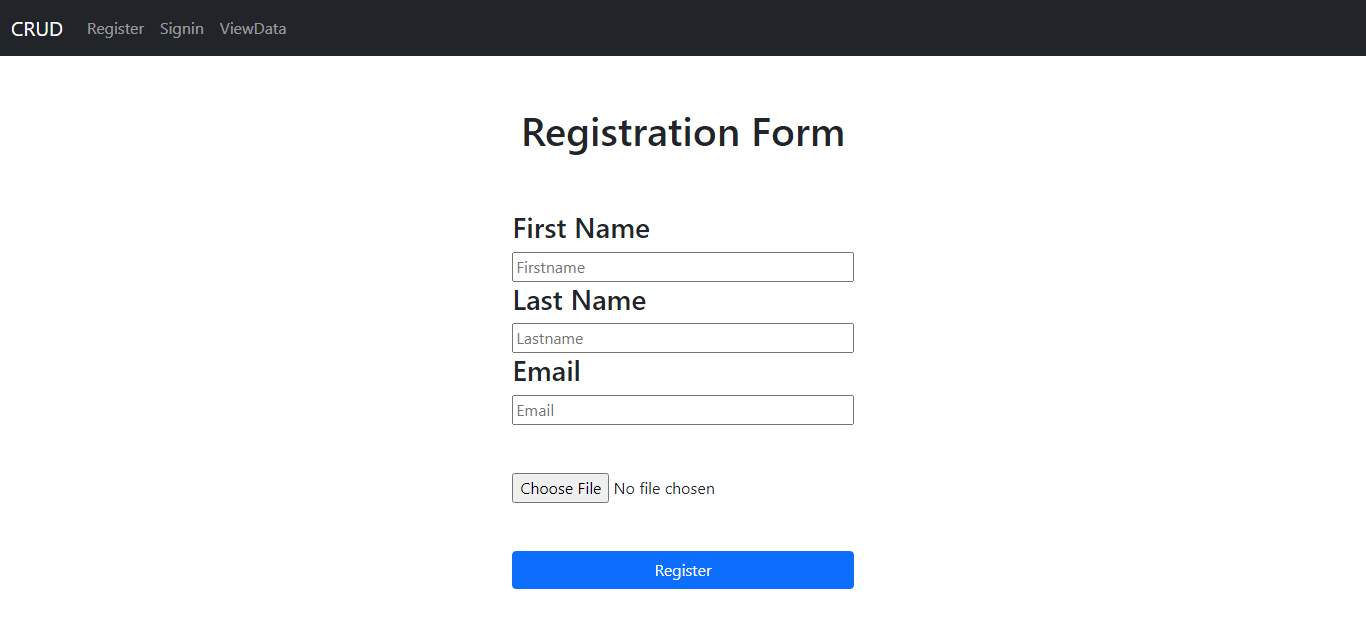 CRUD Register Signin ViewData
Registration Form
First Name
Firstname
Last Name
Lastname
Email
Email
Choose File No file chosen
Register